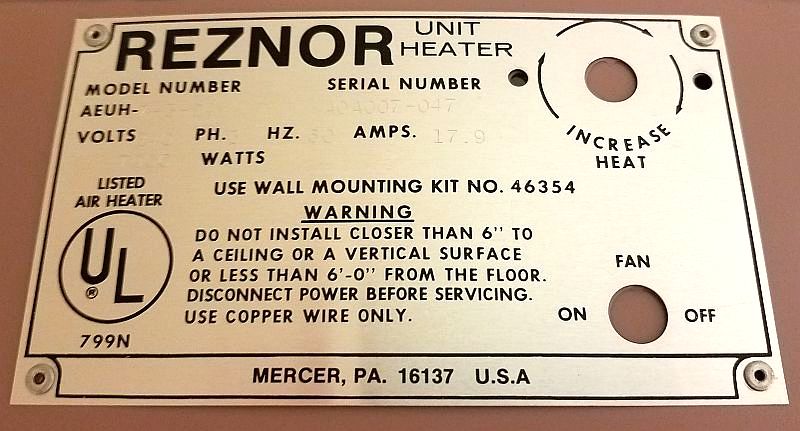 REZNOR UNIT HEATER
MODEL NUMBER SERIAL NUMBER
AEUH-
VOLTS PH. HZ. 60 AMPS. 17.9
WATTS
INCREASE
HEAT
LISTED
AIR HEATER
UL
®
799N
USE WALL MOUNTING KIT NO. 46354
WARNING
DO NOT INSTALL CLOSER THAN 6" TO
A CEILING OR A VERTICAL SURFACE
OR LESS THAN 6'-0" FROM THE FLOOR.
DISCONNECT POWER BEFORE SERVICING.
USE COPPER WIRE ONLY.
FAN
ON OFF
MERCER, PA. 16137 U.S.A